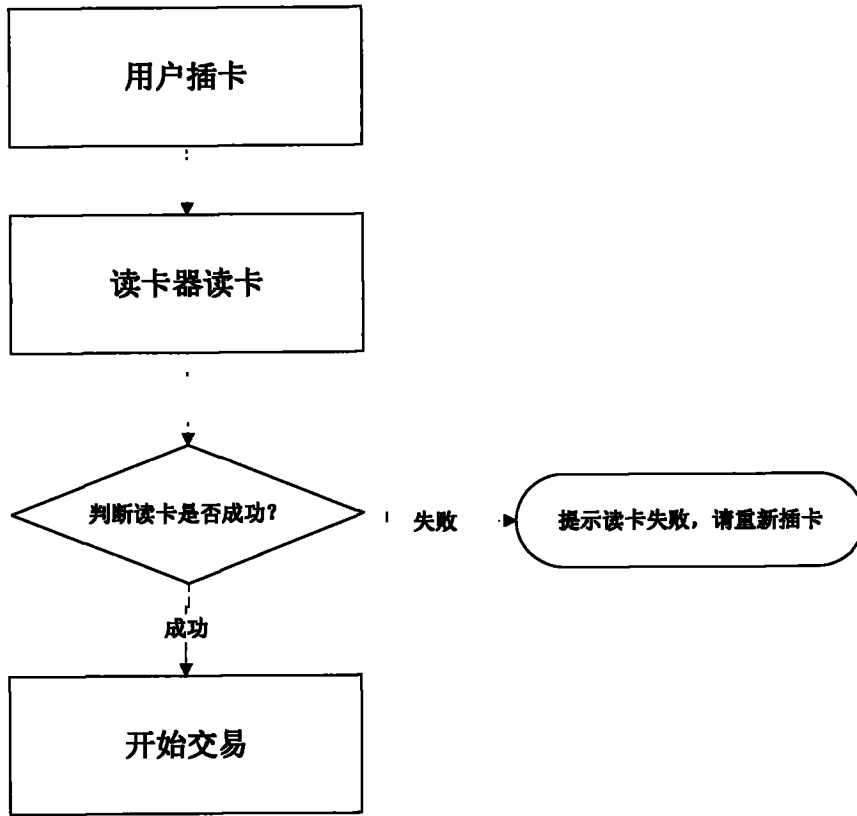 用户插卡
读卡器读卡
判断读卡是否成功？
失败
提示读卡失败，请重新插卡
成功
开始交易